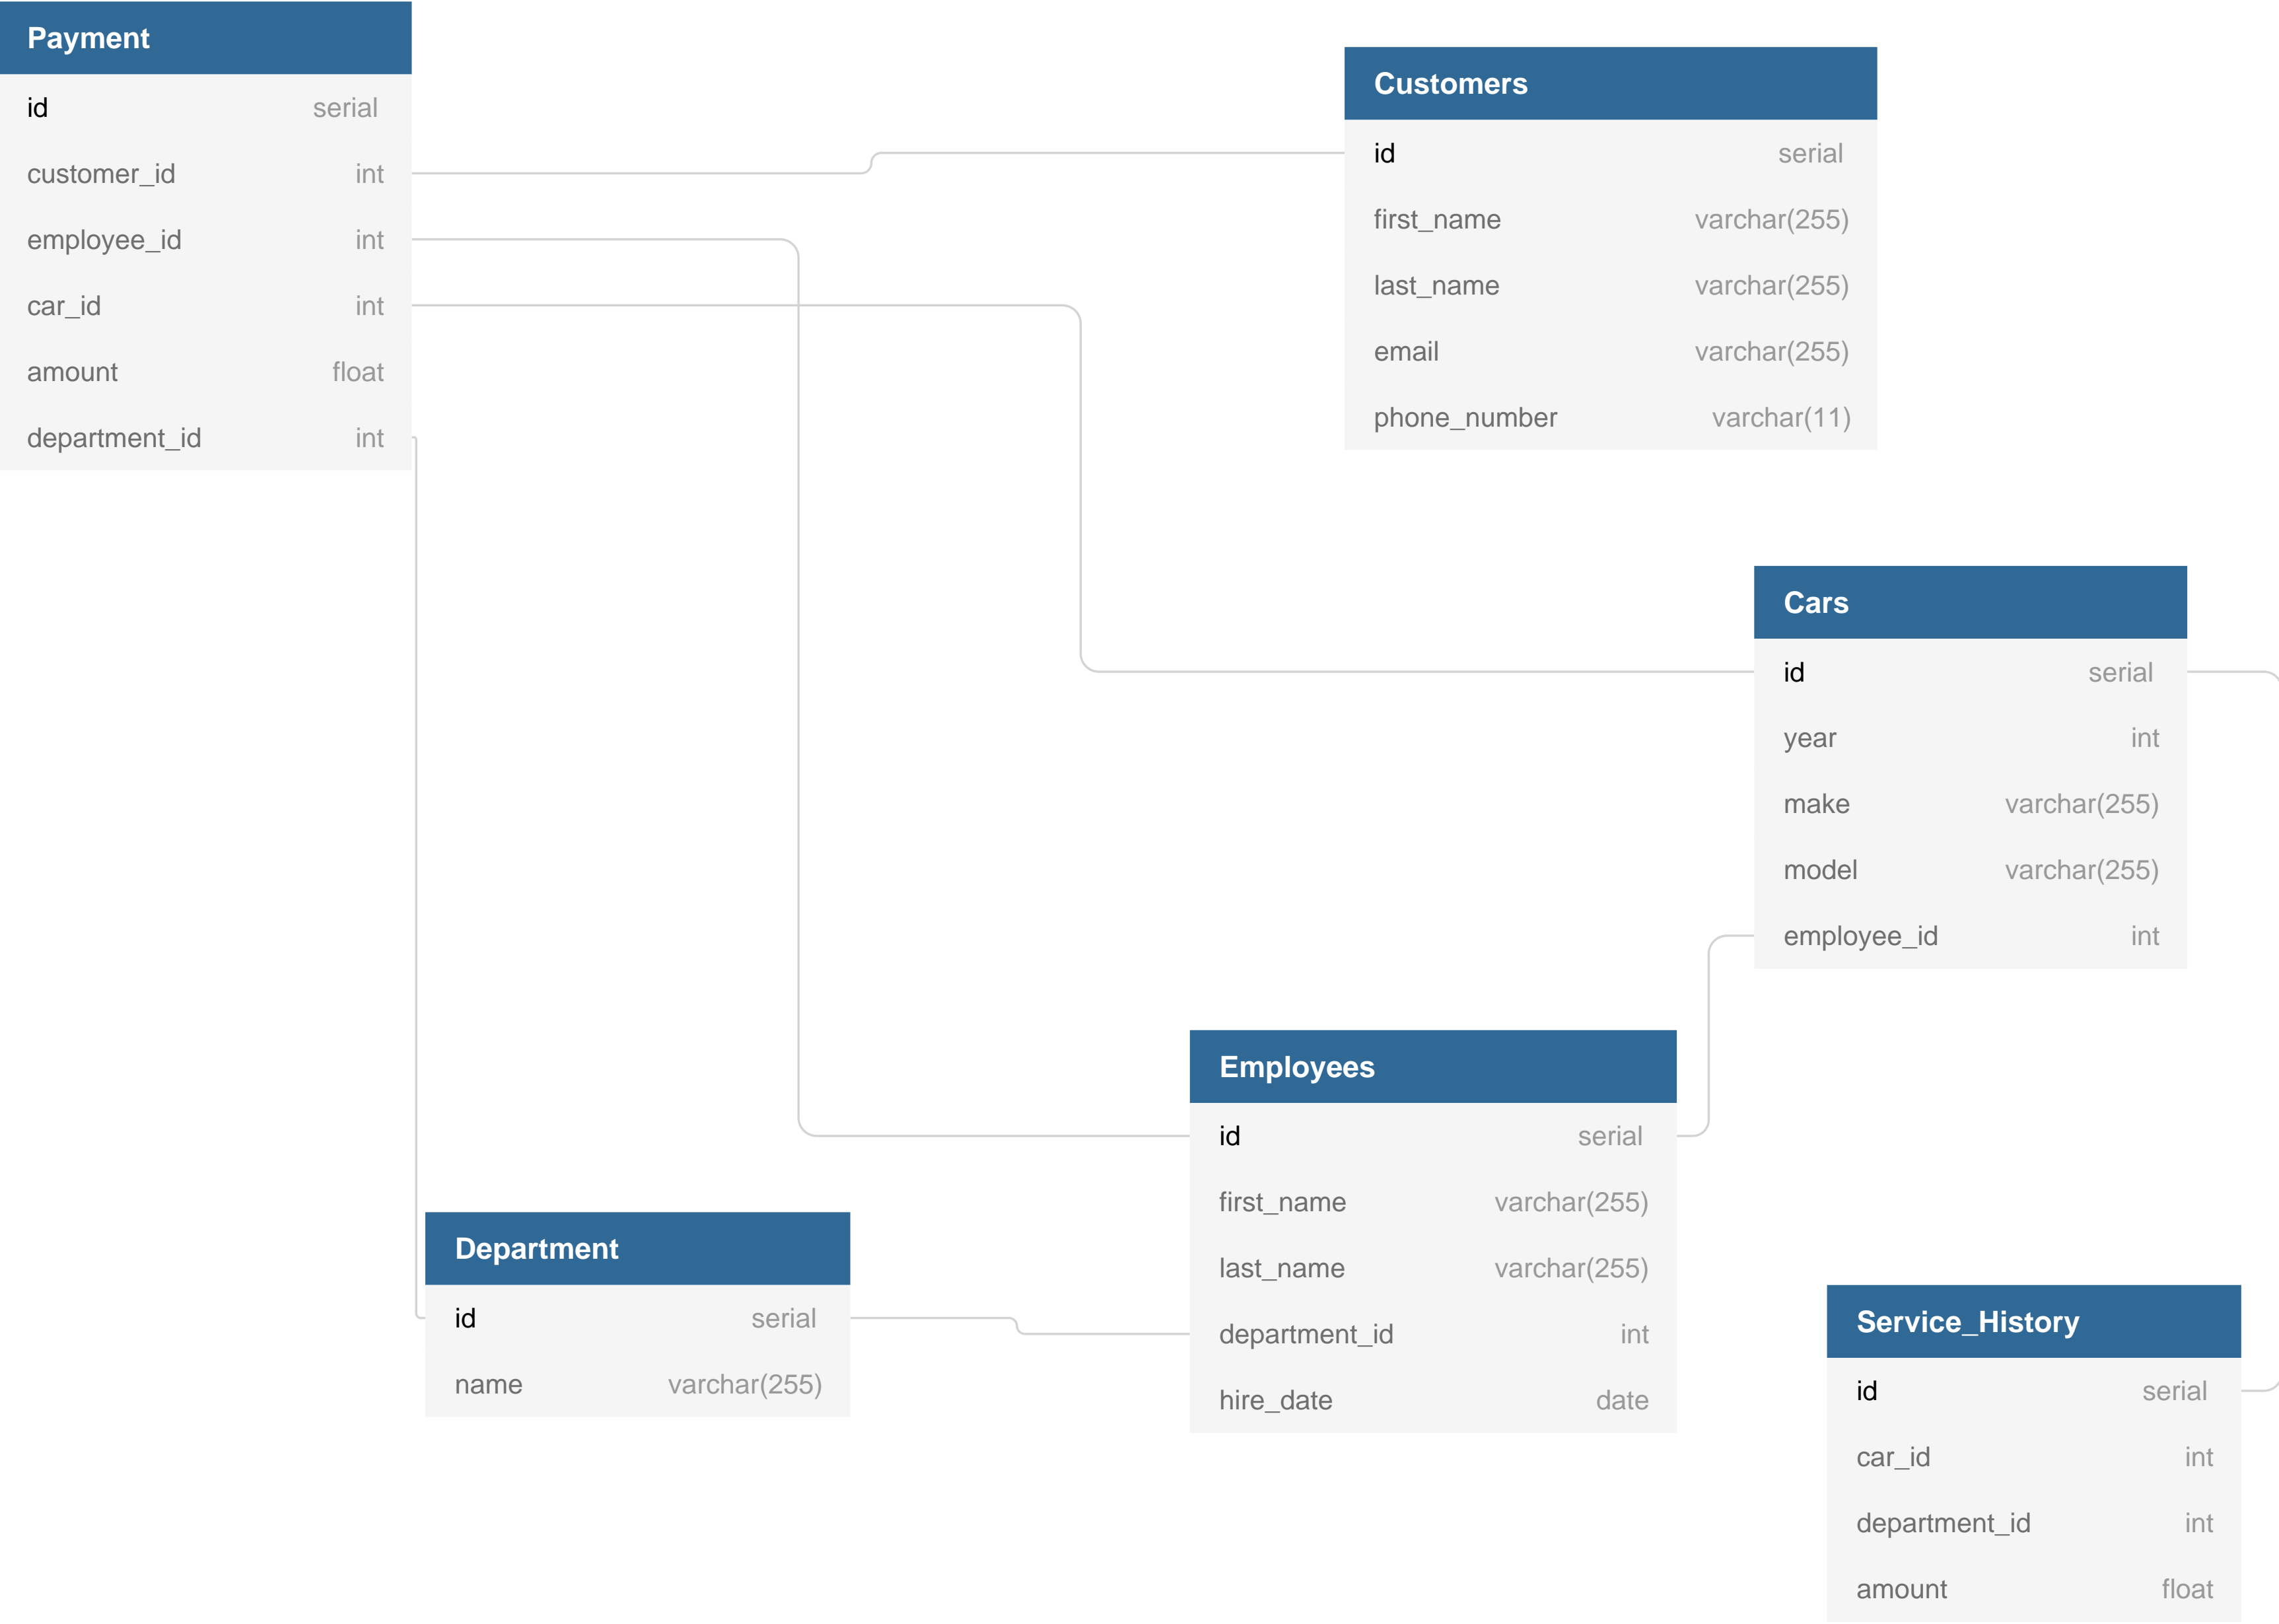 Payment
id serial
customer_id int
employee_id int
car_id int
amount float
department_id int
Customers
id serial
first_name varchar(255)
last_name varchar(255)
email varchar(255)
phone_number varchar(11)
Cars
id serial
year int
make varchar(255)
model varchar(255)
employee_id int
Employees
id serial
first_name varchar(255)
last_name varchar(255)
department_id int
hire_date date
Department
id serial
name varchar(255)
Service_History
id serial
car_id int
department_id int
amount float